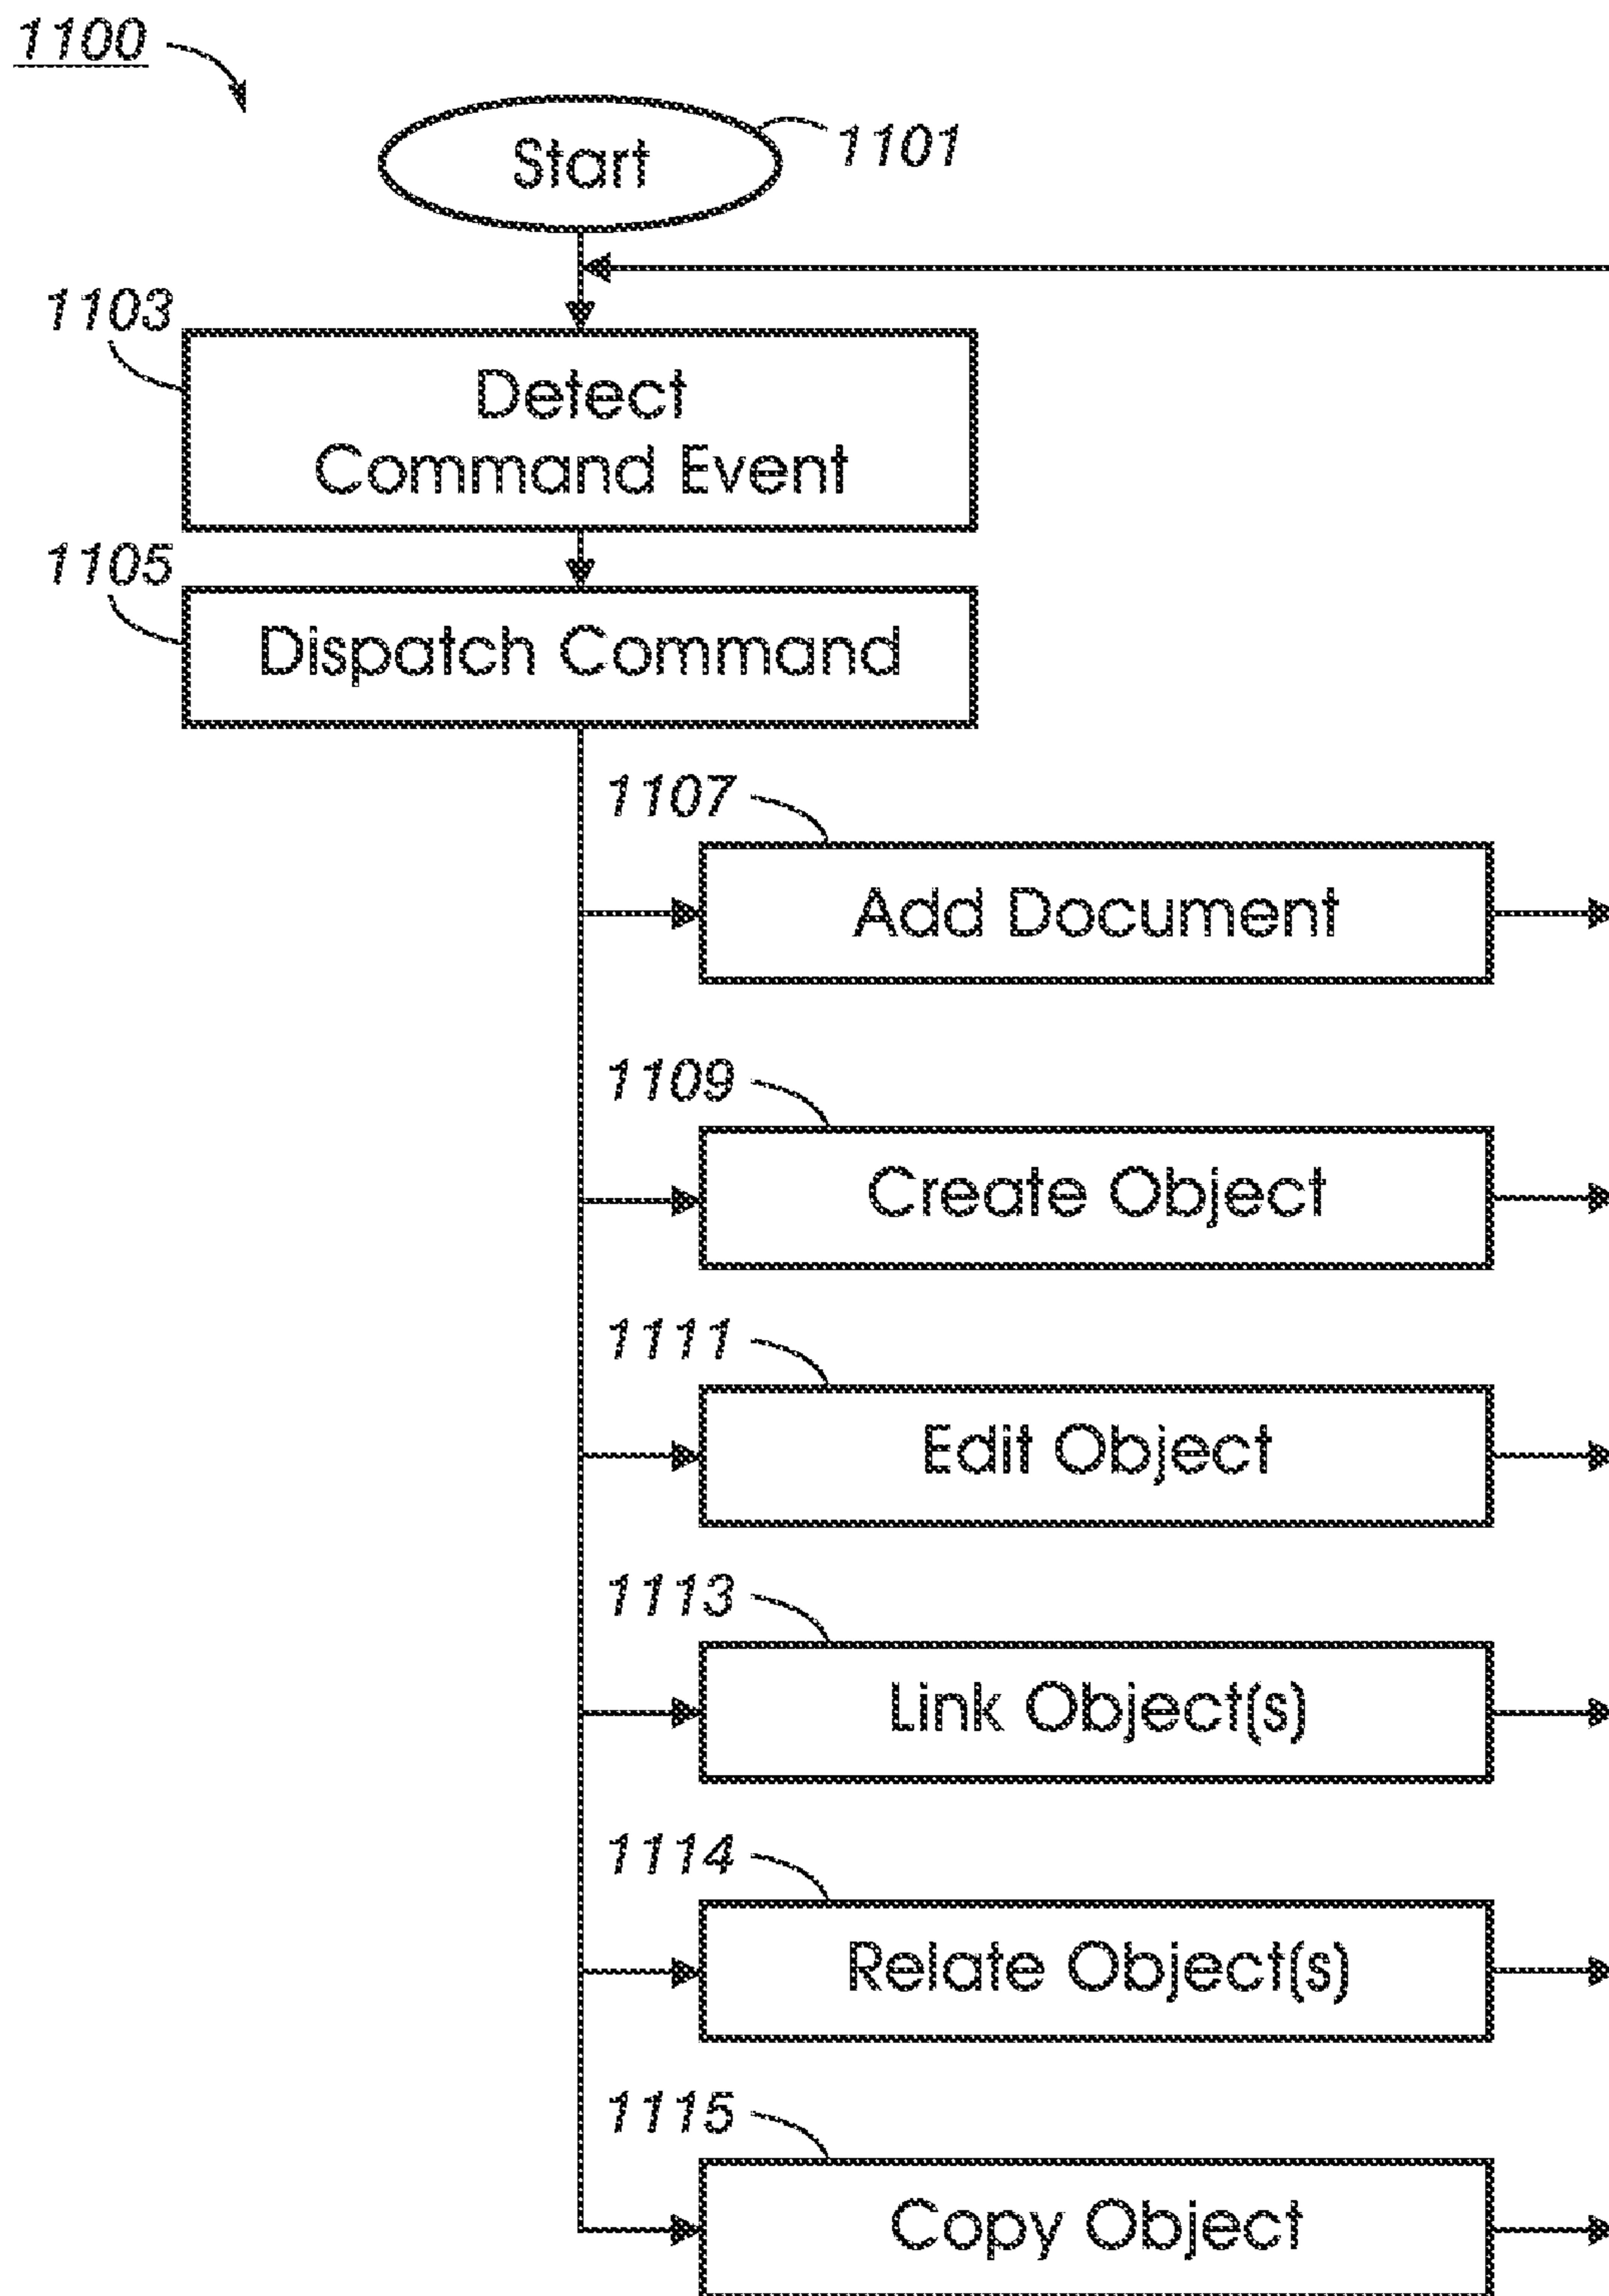 1100
Start
1101
1103
Detect
Command Event
1105
Dispatch Command
1107
Add Document
1109
Create Object
1111
Edit Object
1113
Link Object(s)
1114
Relate Object(s)
1115
Copy Object